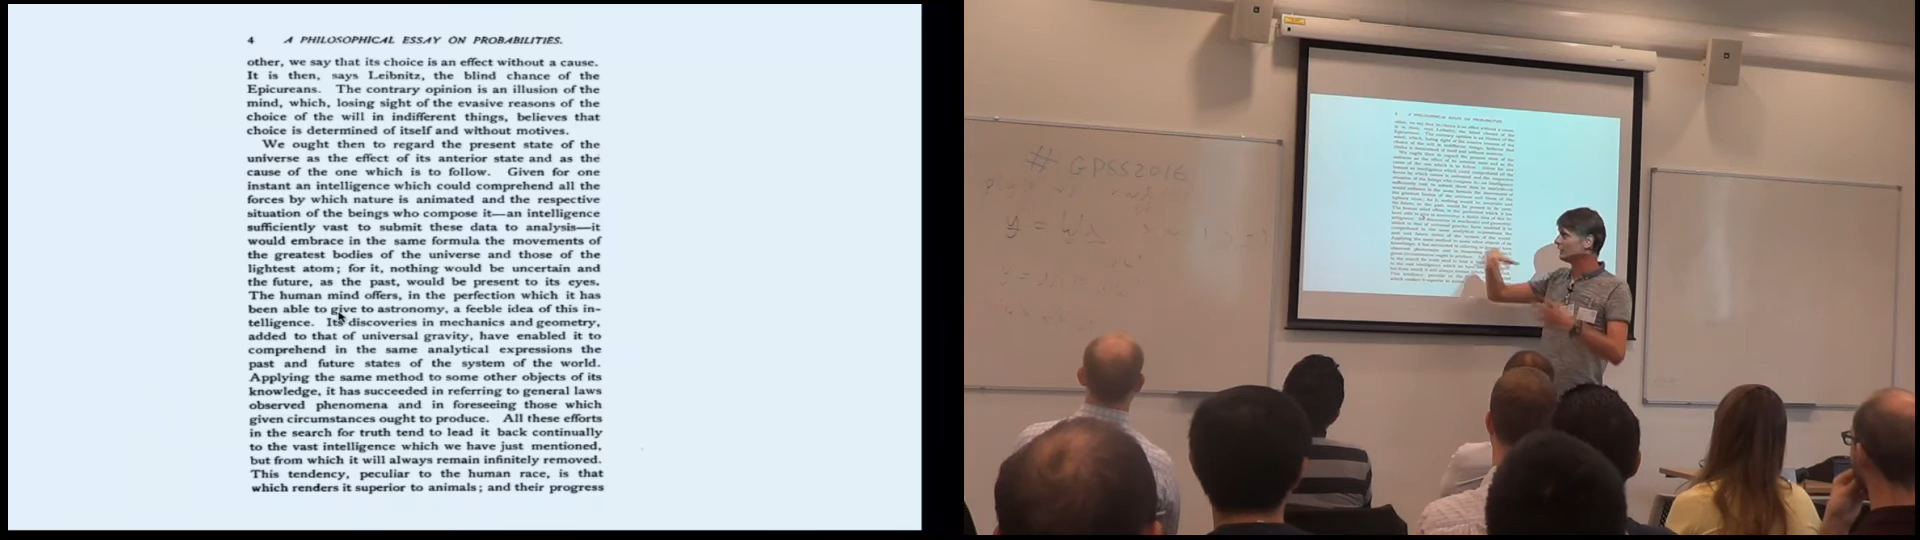 4 A PHILOSOPHICAL ESSAY ON PROBABILITIES.
other, we say that its choice is an effect without a cause.
It is then, says Leibnitz, the blind chance of the
Epicureans. The contrary opinion is an illusion of the
mind, which, losing sight of the evasive reasons of the
choice of the will in indifferent things, believes that
choice is determined of itself and without motives.
We ought then to regard the present state of the
universe as the effect of its anterior state and as the
cause of the one which is to follow. Given for one
instant an intelligence which could comprehend all the
forces by which nature is animated and the respective
situation of the beings who compose it—an intelligence
sufficiently vast to submit these data to analysis—it
would embrace in the same formula the movements of
the greatest bodies of the universe and those of the
lightest atom; for it, nothing would be uncertain and
the future, as the past, would be present to its eyes.
The human mind offers, in the perfection which it has
been able to give to astronomy, a feeble idea of this in-
telligence. Its discoveries in mechanics and geometry,
added to that of universal gravity, have enabled it to
comprehend in the same analytical expressions the
past and future states of the system of the world.
Applying the same method to some other objects of its
knowledge, it has succeeded in referring to general laws
observed phenomena and in foreseeing those which
given circumstances ought to produce. All these efforts
in the search for truth tend to lead it back continually
to the vast intelligence which we have just mentioned,
but from which it will always remain infinitely removed.
This tendency, peculiar to the human race, is that
which renders it superior to animals; and their progress
# GPSS2016
y = Wx